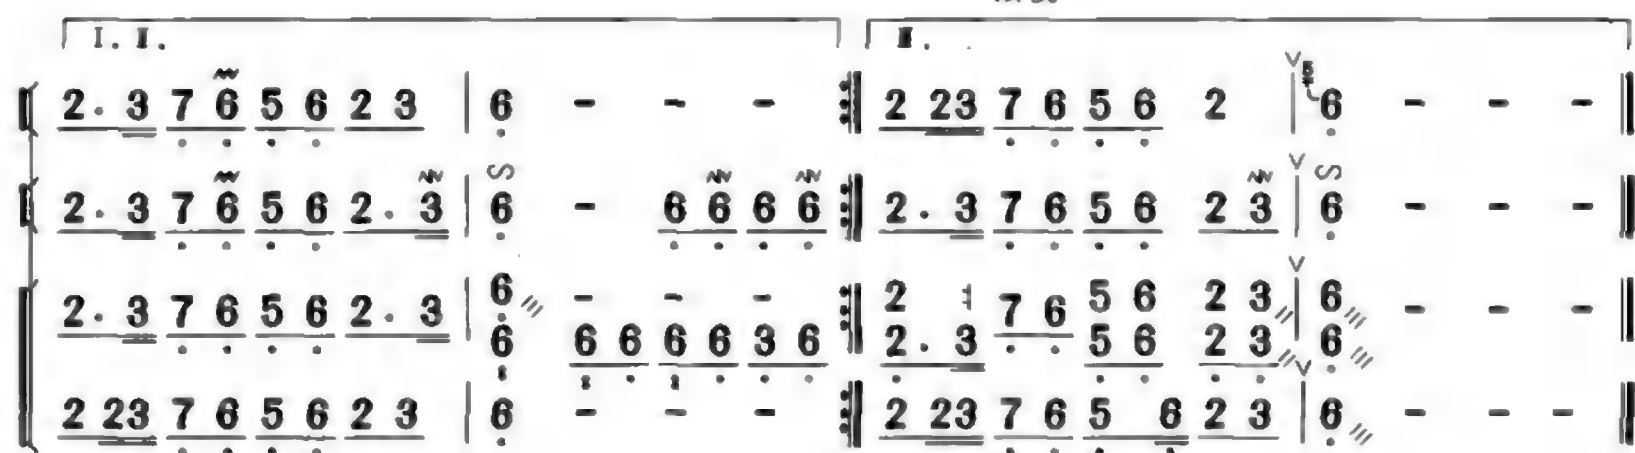 I. II. III.
2. 3 7 6 5 6 2 3 | 6 - - - 2 23 7 6 5 6 2 | 5 6 - - -
2. 3 7 6 5 6 2. 3 | 6 - 6 6 6 6 2. 3 7 6 5 6 2 3 | 6 - - -
2. 3 7 6 5 6 2. 3 | 6 - - - 2 7 6 5 6 2 3 | 6 - - -
6 6 6 6 6 3 6 2. 3 5 6 2 3 6
2 23 7 6 5 6 2 3 | 6 - - - 2 23 7 6 5 6 2 3 | 6 - - -